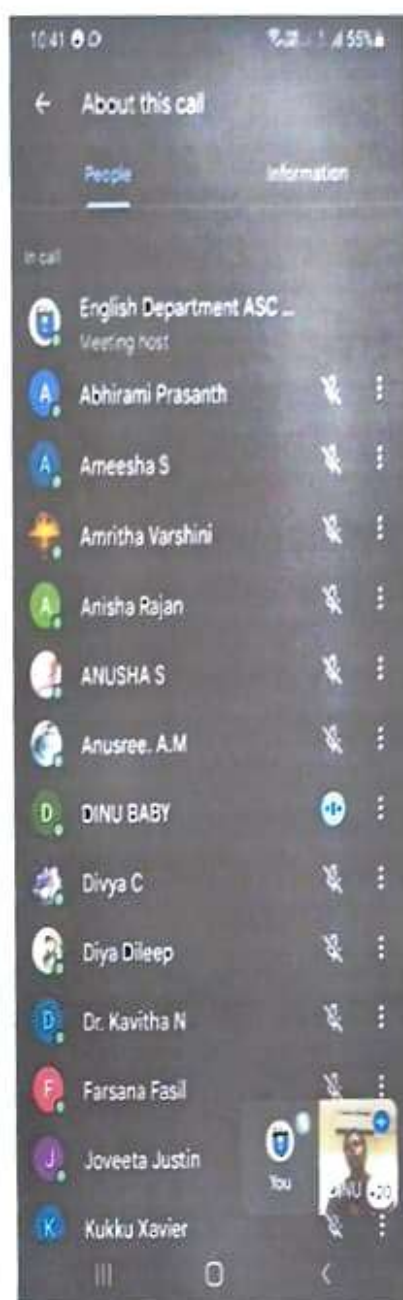 10:41
55%
About this call
People Information
In call
English Department ASC ...
Meeting host
A Abhirami Prasanth
A Ameesha S
Amritha Varshini
A Anisha Rajan
ANUSHA S
Anusree. A.M
D DINU BABY
Divya C
Diya Dileep
D Dr. Kavitha N
F Farsana Fasil
J Joveeta Justin
You DINU +20
K Kukku Xavier